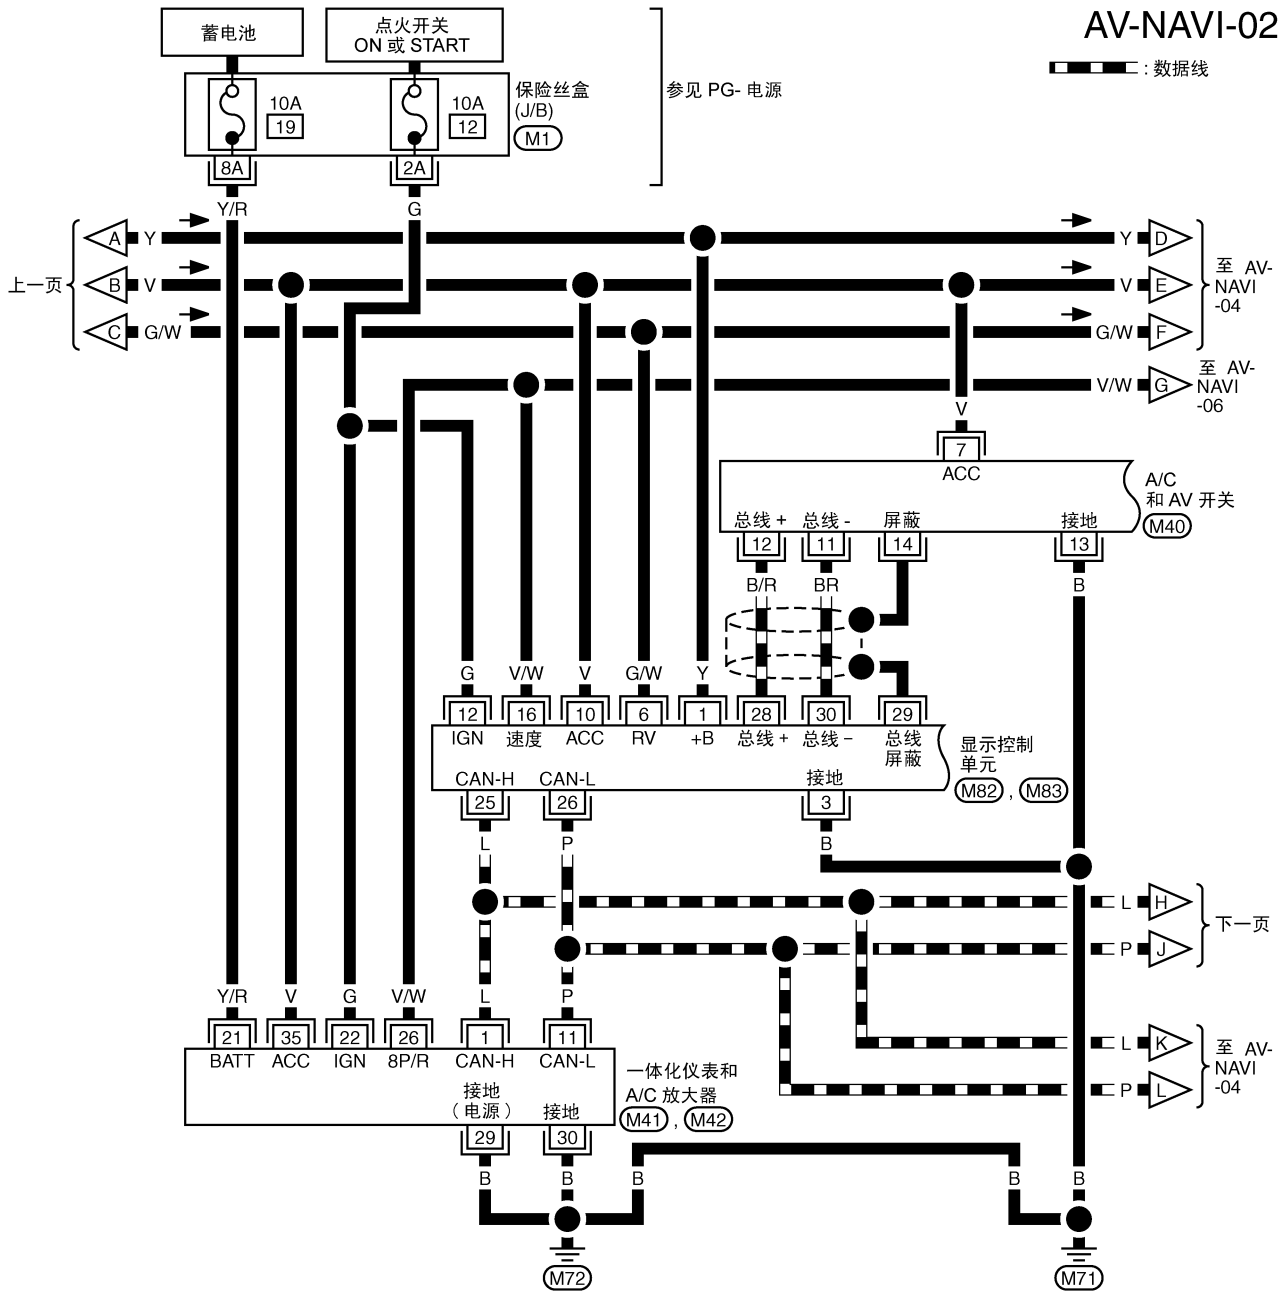 AV-NAVI-02
蓄电池
点火开关
ON 或 START
: 数据线
保险丝盒
(J/B)
M1
参见 PG- 电源
10A
19
10A
12
8A
2A
Y/R
G
上一页
A
Y
Y
D
B
V
V
E
C
G/W
G/W
F
至 AV-
NAVI
-04
V/W
G
至 AV-
NAVI
-06
V
7
ACC
A/C
和 AV 开关
M40
总线 +
总线 -
屏蔽
接地
12
11
14
13
B/R
BR
B
G
V/W
V
G/W
Y
12
16
10
6
1
28
30
29
IGN
速度
ACC
RV
+B
总线 +
总线 −
总线
屏蔽
显示控制
单元
M82 , M83
CAN-H
CAN-L
接地
25
26
3
L
P
B
L
H
P
J
下一页
Y/R
V
G
V/W
L
P
21
35
22
26
1
11
BATT
ACC
IGN
8P/R
CAN-H
CAN-L
L
K
P
L
至 AV-
NAVI
-04
一体化仪表和
A/C 放大器
M41 , M42
接地
( 电源 )
接地
29
30
B
B
B
B
B
M72
M71